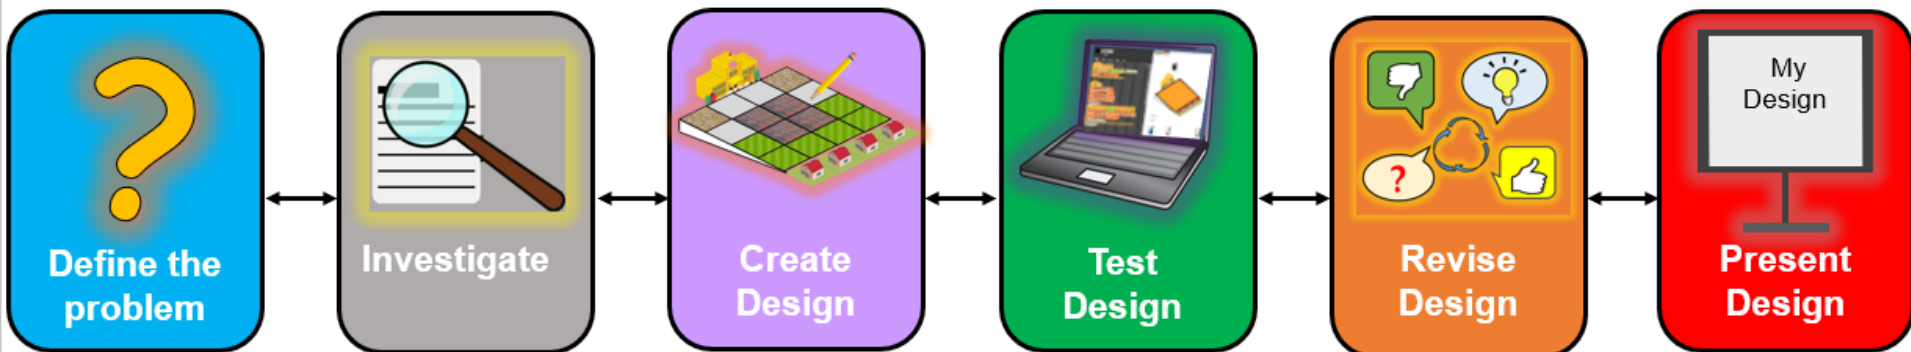 Define the
problem
Investigate
Create
Design
Test
Design
?
Revise
Design
My
Design
Present
Design